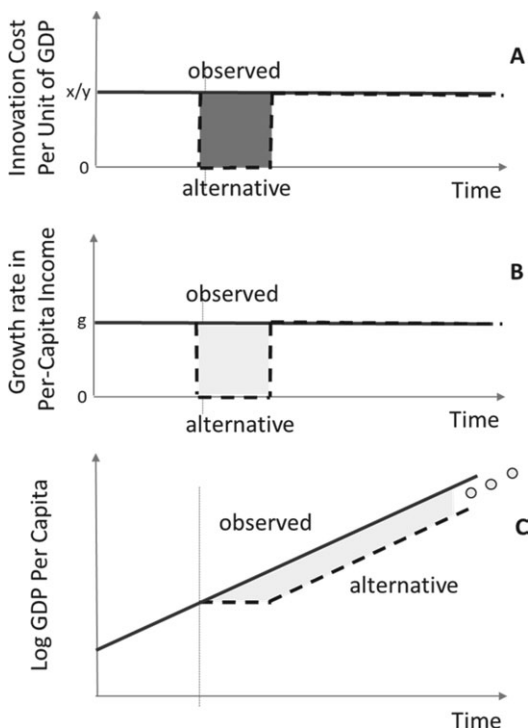 A
Innovation Cost
Per Unit of GDP
x/y
observed
0
alternative
Time
B
Growth rate in
Per-Capita Income
g
observed
0
alternative
Time
C
Log GDP Per Capita
observed
alternative
Time